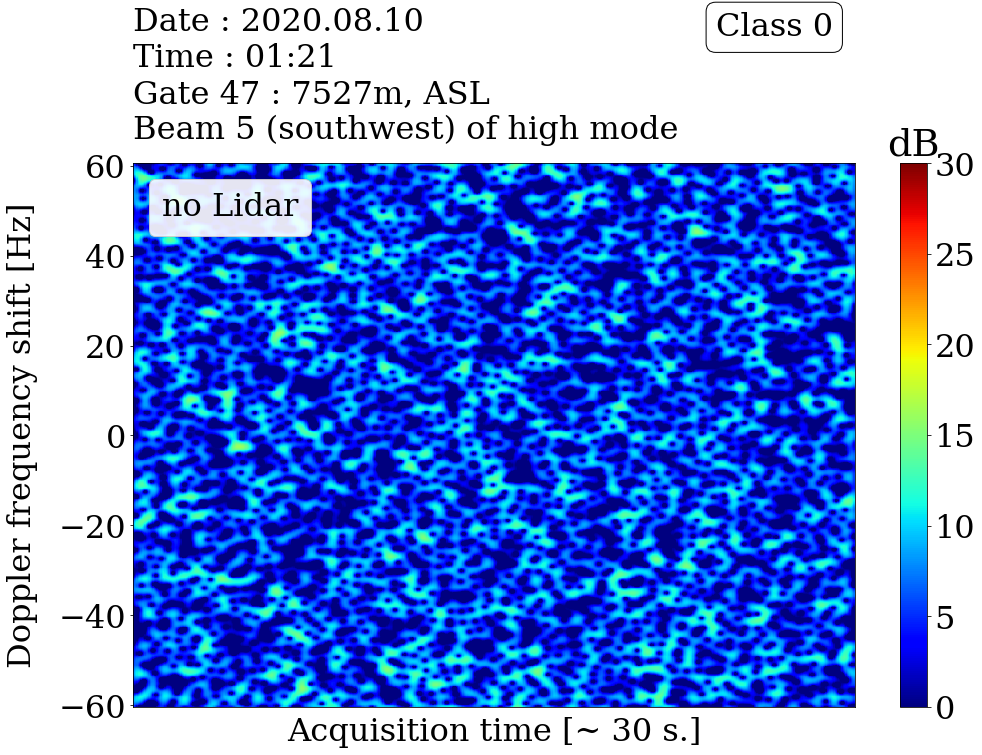 Date : 2020.08.10
Time : 01:21
Gate 47 : 7527m, ASL
Beam 5 (southwest) of high mode
Class 0
dB
no Lidar
Doppler frequency shift [Hz]
60
40
20
0
−20
−40
−60
Acquisition time [~ 30 s.]
30
25
20
15
10
5
0